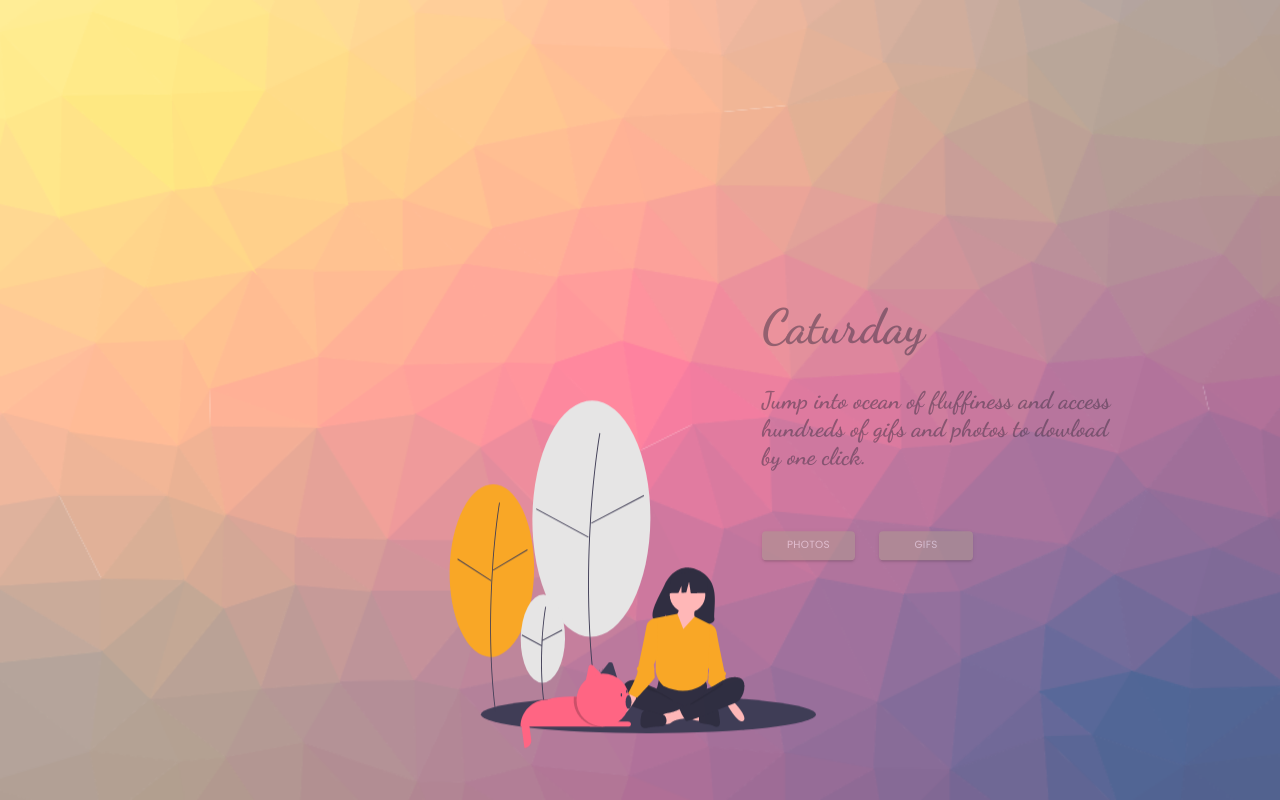 Caturday
Jump into ocean of fluffiness and access
hundreds of gifs and photos to dowload
by one click.
PHOTOS GIFS